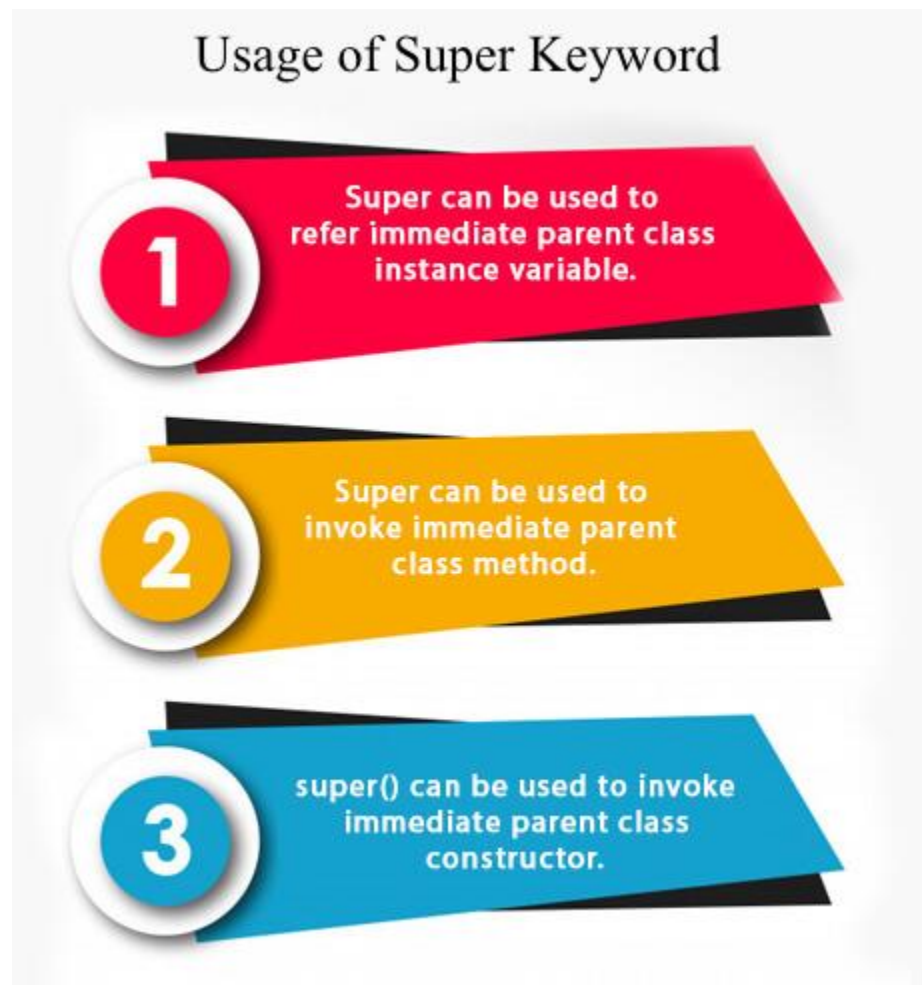 Usage of Super Keyword
1
Super can be used to
refer immediate parent class
instance variable.
2
Super can be used to
invoke immediate parent
class method.
3
super() can be used to invoke
immediate parent class
constructor.